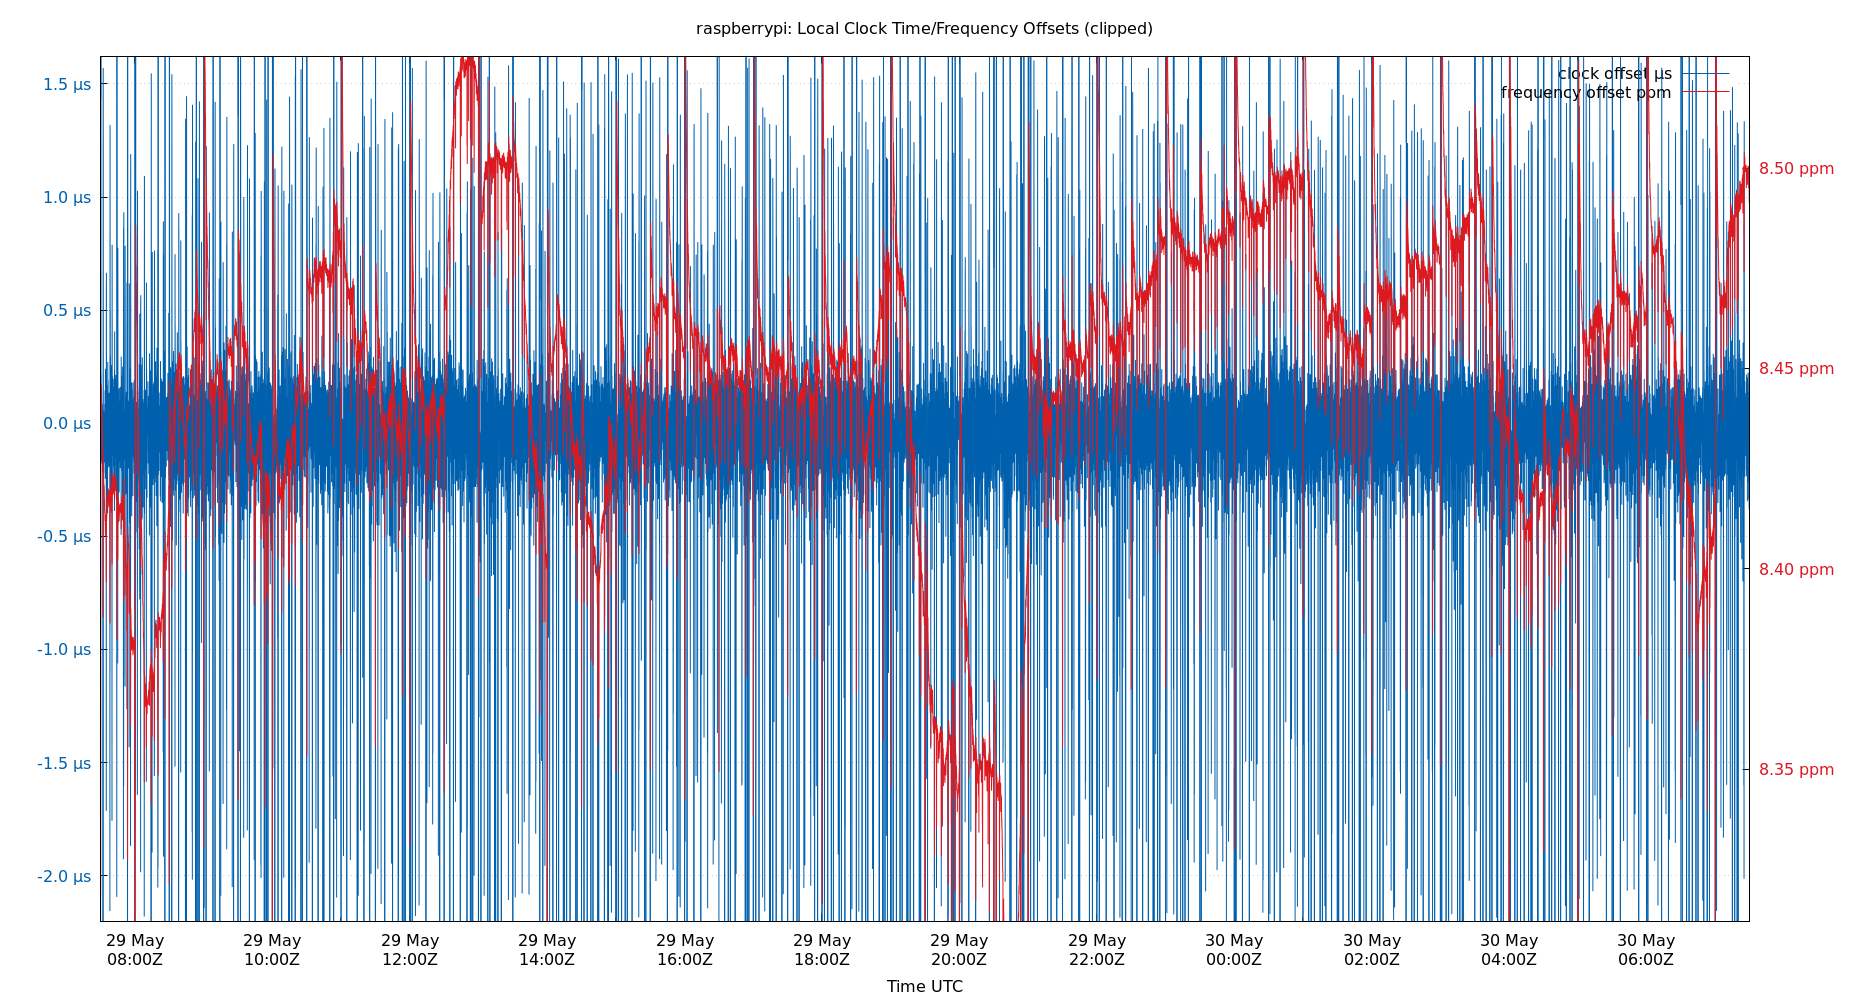 raspberrypi: Local Clock Time/Frequency Offsets (clipped)
clock offset µs
frequency offset ppm
1.5 µs
1.0 µs
0.5 µs
0.0 µs
-0.5 µs
-1.0 µs
-1.5 µs
-2.0 µs
8.50 ppm
8.45 ppm
8.40 ppm
8.35 ppm
29 May 08:00Z
29 May 10:00Z
29 May 12:00Z
29 May 14:00Z
29 May 16:00Z
29 May 18:00Z
29 May 20:00Z
29 May 22:00Z
30 May 00:00Z
30 May 02:00Z
30 May 04:00Z
30 May 06:00Z
Time UTC